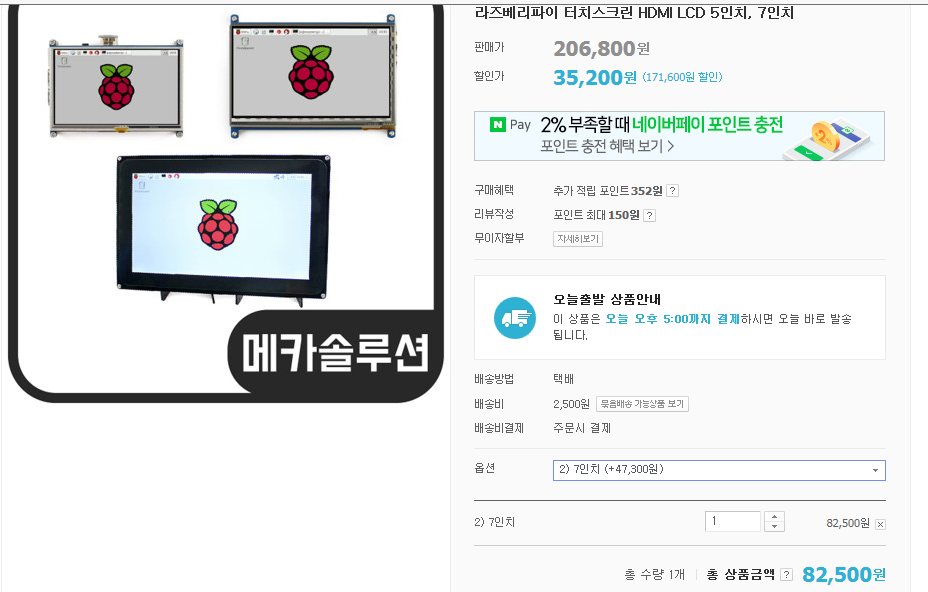 라즈베리파이 터치스크린 HDMI LCD 5인치, 7인치
판매가 206,800원
할인가 35,200원 (171,600원 할인)
N Pay 2% 부족할 때 네이버페이 포인트 충전
포인트 충전 혜택 보기 >
구매혜택 추가 적립 포인트 352원 ?
리뷰작성 포인트 최대 150원 ?
무이자할부 자세히보기
오늘출발 상품안내
이 상품은 오늘 오후 5:00까지 결제하시면 오늘 바로 발송
됩니다.
메카솔루션
배송방법 택배
배송비 2,500원 묶음배송 가능상품 보기
배송비결제 주문시 결제
옵션 2) 7인치 (+47,300원)
2) 7인치 1 82,500원
총 수량 1개 총 상품금액 ? 82,500원